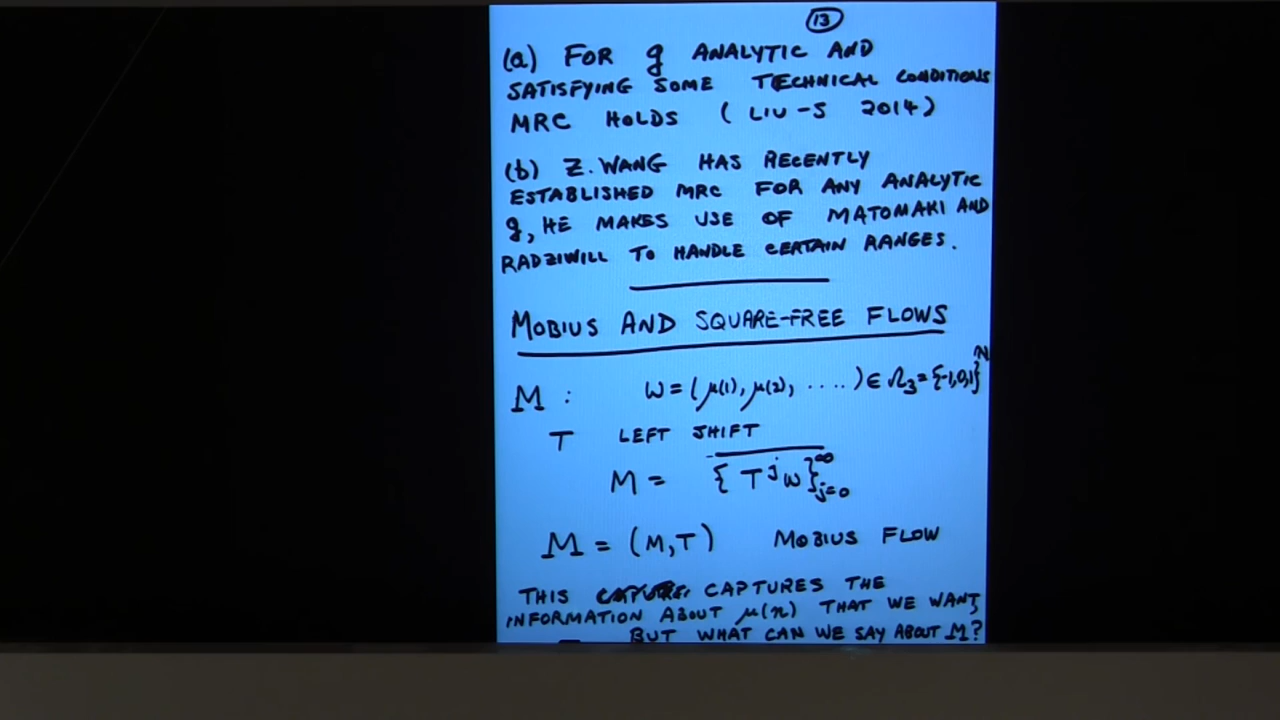 13
(a) FOR g ANALYTIC AND
SATISFYING SOME TECHNICAL CONDITIONS
MRC HOLDS (LIU-S 2014)
(b) Z. WANG HAS RECENTLY
ESTABLISHED MRC FOR ANY ANALYTIC
g, HE MAKES USE OF MATOMAKI AND
RADZIWILL TO HANDLE CERTAIN RANGES.
MOBIUS AND SQUARE-FREE FLOWS
M : ω = (μ(1), μ(2), ....) ∈ Ω₃ = {-1,0,1}^N
T LEFT SHIFT
M = \overline{{T^j ω}}_{j=0}^∞
M = (M,T) MOBIUS FLOW
THIS CAPTURES THE
INFORMATION ABOUT μ(n) THAT WE WANT,
BUT WHAT CAN WE SAY ABOUT M?